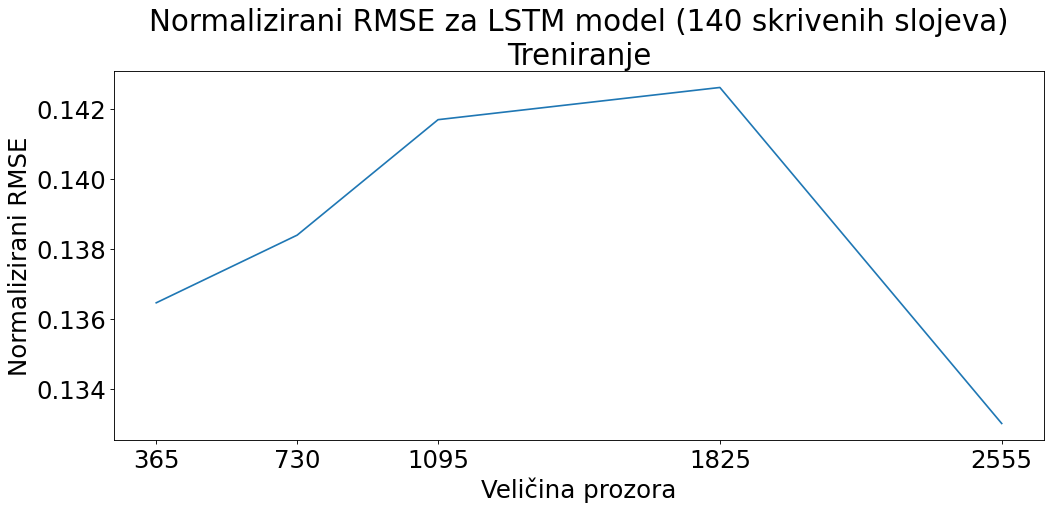 Normalizirani RMSE za LSTM model (140 skrivenih slojeva)
Treniranje
Normalizirani RMSE
0.142
0.140
0.138
0.136
0.134
365 730 1095 1825 2555
Veličina prozora